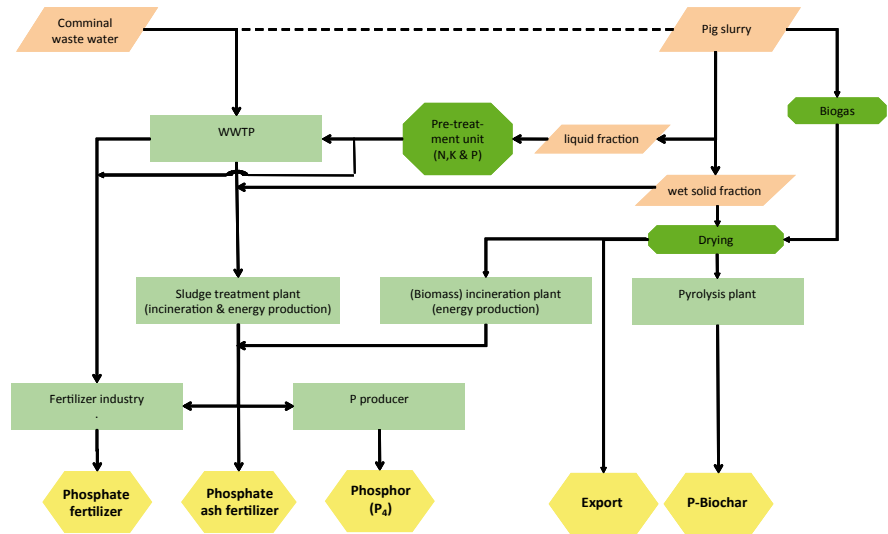 Comminal
waste water
Pig slurry
Biogas
WWTP
Pre-treat-
ment unit
(N,K & P)
liquid fraction
wet solid fraction
Drying
Sludge treatment plant
(incineration & energy production)
(Biomass) incineration plant
(energy production)
Pyrolysis plant
Fertilizer industry
.
P producer
Phosphate
fertilizer
Phosphate
ash fertilizer
Phosphor
(P₄)
Export
P-Biochar